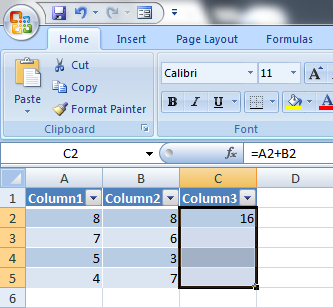 Home Insert Page Layout Formulas
Cut
Copy
Format Painter
Paste
Clipboard
Calibri 11 A A
B I U A
Font
C2 fx =A2+B2
A B C D
1 Column1 Column2 Column3
2 8 8 16
3 7 6
4 5 3
5 4 7
6